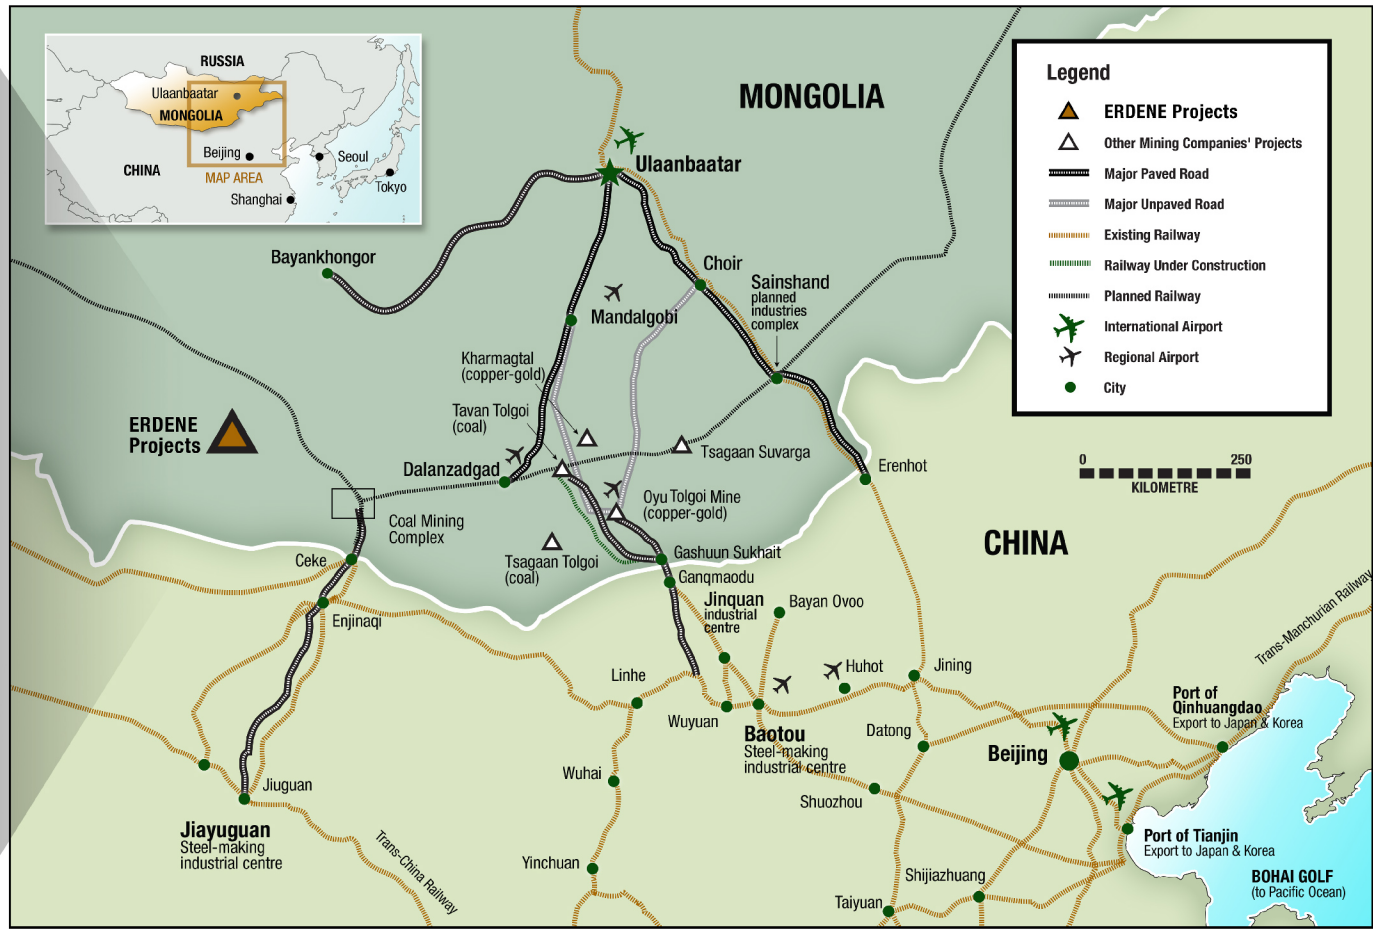 RUSSIA
Ulaanbaatar
MONGOLIA
Beijing
Seoul
CHINA
MAP AREA
Tokyo
Shanghai
MONGOLIA
Legend
ERDENE Projects
Other Mining Companies' Projects
Major Paved Road
Major Unpaved Road
Existing Railway
Railway Under Construction
Planned Railway
International Airport
Regional Airport
City
0
250
KILOMETRE
Ulaanbaatar
Bayankhongor
Choir
Sainshand
planned
industries
complex
Mandalgobi
Kharmagtal
(copper-gold)
Tavan Tolgoi
(coal)
ERDENE
Projects
Tsagaan Suvarga
Dalanzadgad
Erenhot
Oyu Tolgoi Mine
(copper-gold)
Coal Mining
Complex
CHINA
Tsagaan Tolgoi
(coal)
Gashuun Sukhait
Ceke
Ganqmaodu
Jinquan
industrial
centre
Bayan Ovoo
Enjinaqi
Trans-Manchurian Railway
Linhe
Huhot
Jining
Port of
Qinhuangdao
Export to Japan & Korea
Wuyuan
Baotou
Steel-making
industrial centre
Datong
Beijing
Wuhai
Shuozhou
Jiuguan
Jiayuguan
Steel-making
industrial centre
Trans-China Railway
Port of Tianjin
Export to Japan & Korea
Yinchuan
Shijiazhuang
BOHAI GOLF
(to Pacific Ocean)
Taiyuan